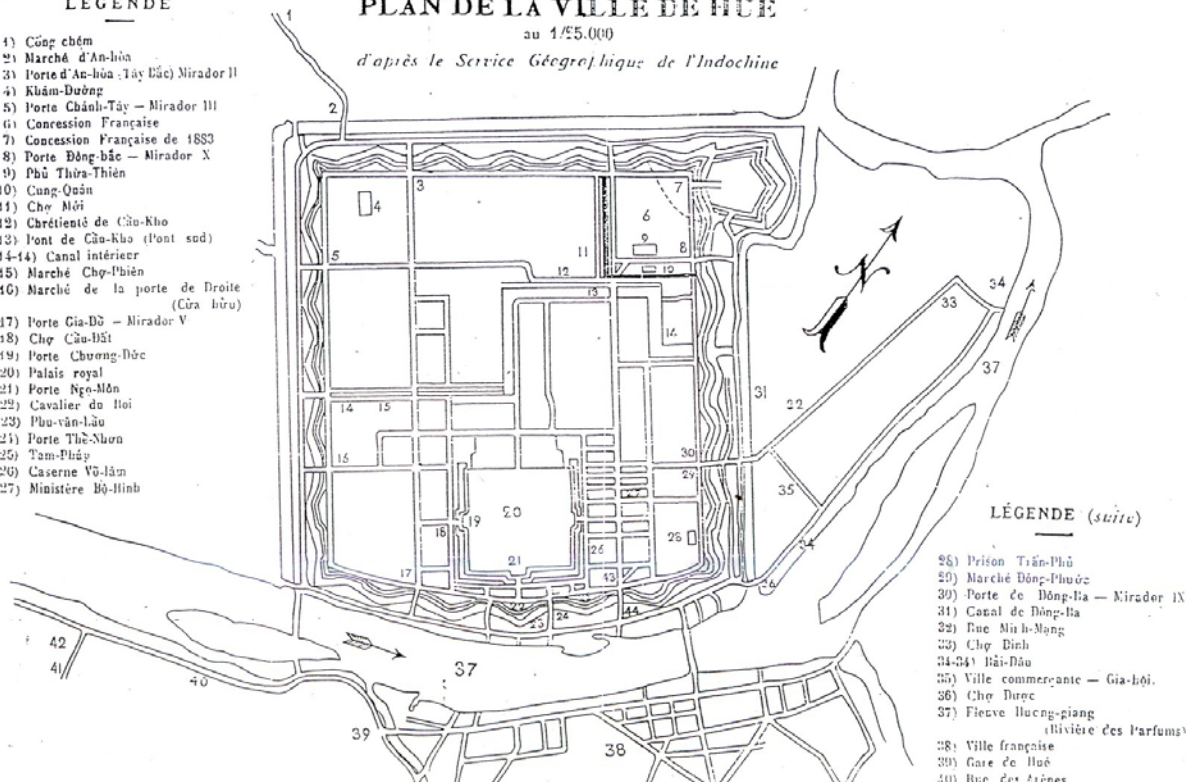 LÉGENDE
1) Cống chém
2) Marché d'An-hòa
3) Porte d'An-hòa (Tây Bắc) Mirador II
4) Khâm-Dường
5) Porte Chánh-Tây — Mirador III
6) Concession Française
7) Concession Française de 1883
8) Porte Đông-bắc — Mirador X
9) Phủ Thừa-Thiên
10) Cung-Quán
11) Chợ Mới
12) Chrétienté de Cầu-Kho
13) Pont de Cầu-Kho (Pont sud)
14-14) Canal intérieur
15) Marché Chợ-Phiên
16) Marché de la porte de Droite
(Cửa hữu)
17) Porte Gia-Đô — Mirador V
18) Chợ Cầu-Đất
19) Porte Chương-Đức
20) Palais royal
21) Porte Ngọ-Môn
22) Cavalier du Roi
23) Phu-văn-Lâu
24) Porte Thể-Nhơn
25) Tam-Pháp
26) Caserne Võ-lâm
27) Ministère Bộ-Hình
PLAN DE LA VILLE DE HUÉ
au 1/25.000
d'après le Service Géographique de l'Indochine
1
2
3
4
5
6
7
8
9
10
11
12
13
14
14
15
16
17
18
19
20
21
22
23
24
26
27
28
29
30
31
22
33
34
35
34
36
37
37
38
39
40
41
42
43
44
N
LÉGENDE (suite)
28) Prison Trấn-Phủ
29) Marché Đông-Phước
30) Porte de Đông-Ba — Mirador IX
31) Canal de Đông-Ba
32) Rue Minh-Mạng
33) Chợ Dinh
34-34) Bãi-Dâu
35) Ville commerçante — Gia-hội.
36) Chợ Được
37) Fleuve Hương-giang
(Rivière des Parfums)
38) Ville française
39) Gare de Hué
40) Rue des Arènes